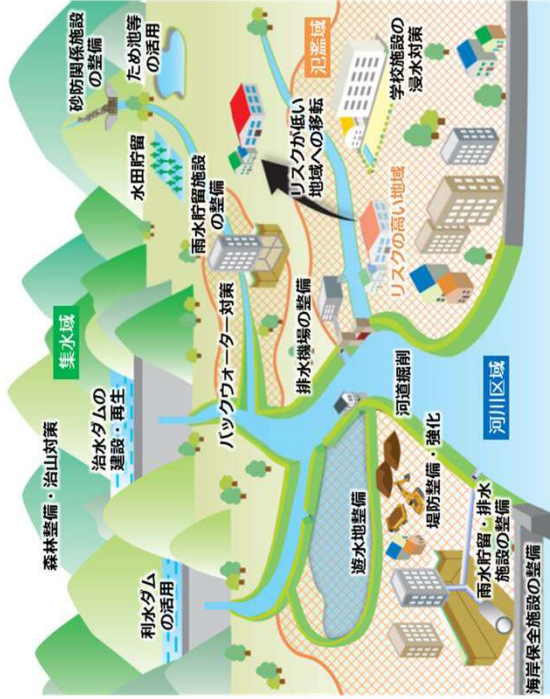 森林整備・治山対策
集水域
砂防関係施設
の整備
治水ダムの
建設・再生
ため池等
の活用
利水ダム
の活用
水田貯留
雨水貯留施設
の整備
バックウォーター対策
氾濫域
リスクが低い
地域への移転
排水機場の整備
学校施設の
浸水対策
遊水地整備
河道掘削
リスクの高い地域
堤防整備・強化
雨水貯留・排水
施設の整備
河川区域
海岸保全施設の整備